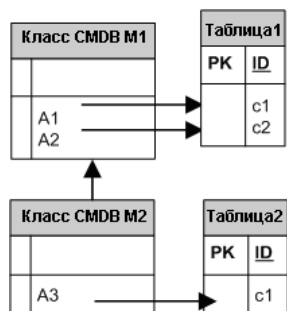 Класс CMDB M1
A1
A2
Таблица1
PK ID
c1
c2
Класс CMDB M2
A3
Таблица2
PK ID
c1